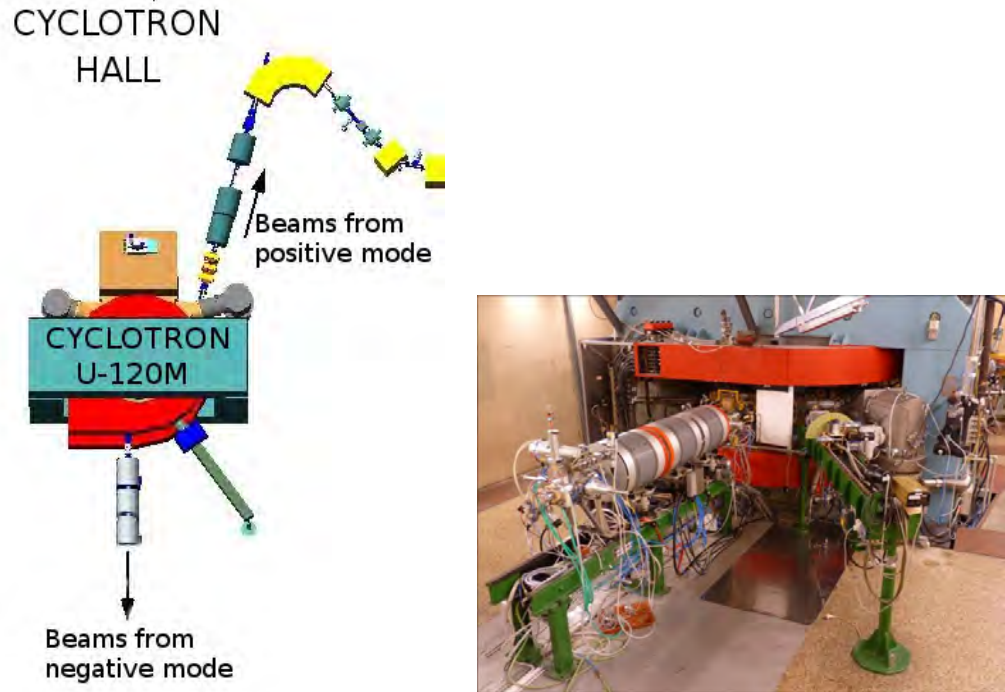 CYCLOTRON
HALL
Beams from
positive mode
CYCLOTRON
U-120M
Beams from
negative mode